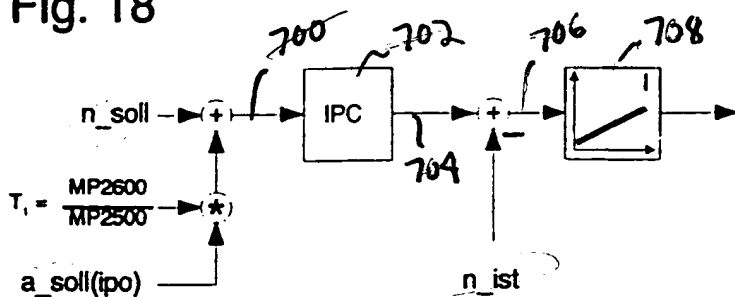 Fig. 18
700
702
706
708
n_soll
+
IPC
+
−
I
704
T₁ = MP2600
MP2500
*
a_soll(ipo)
n_ist